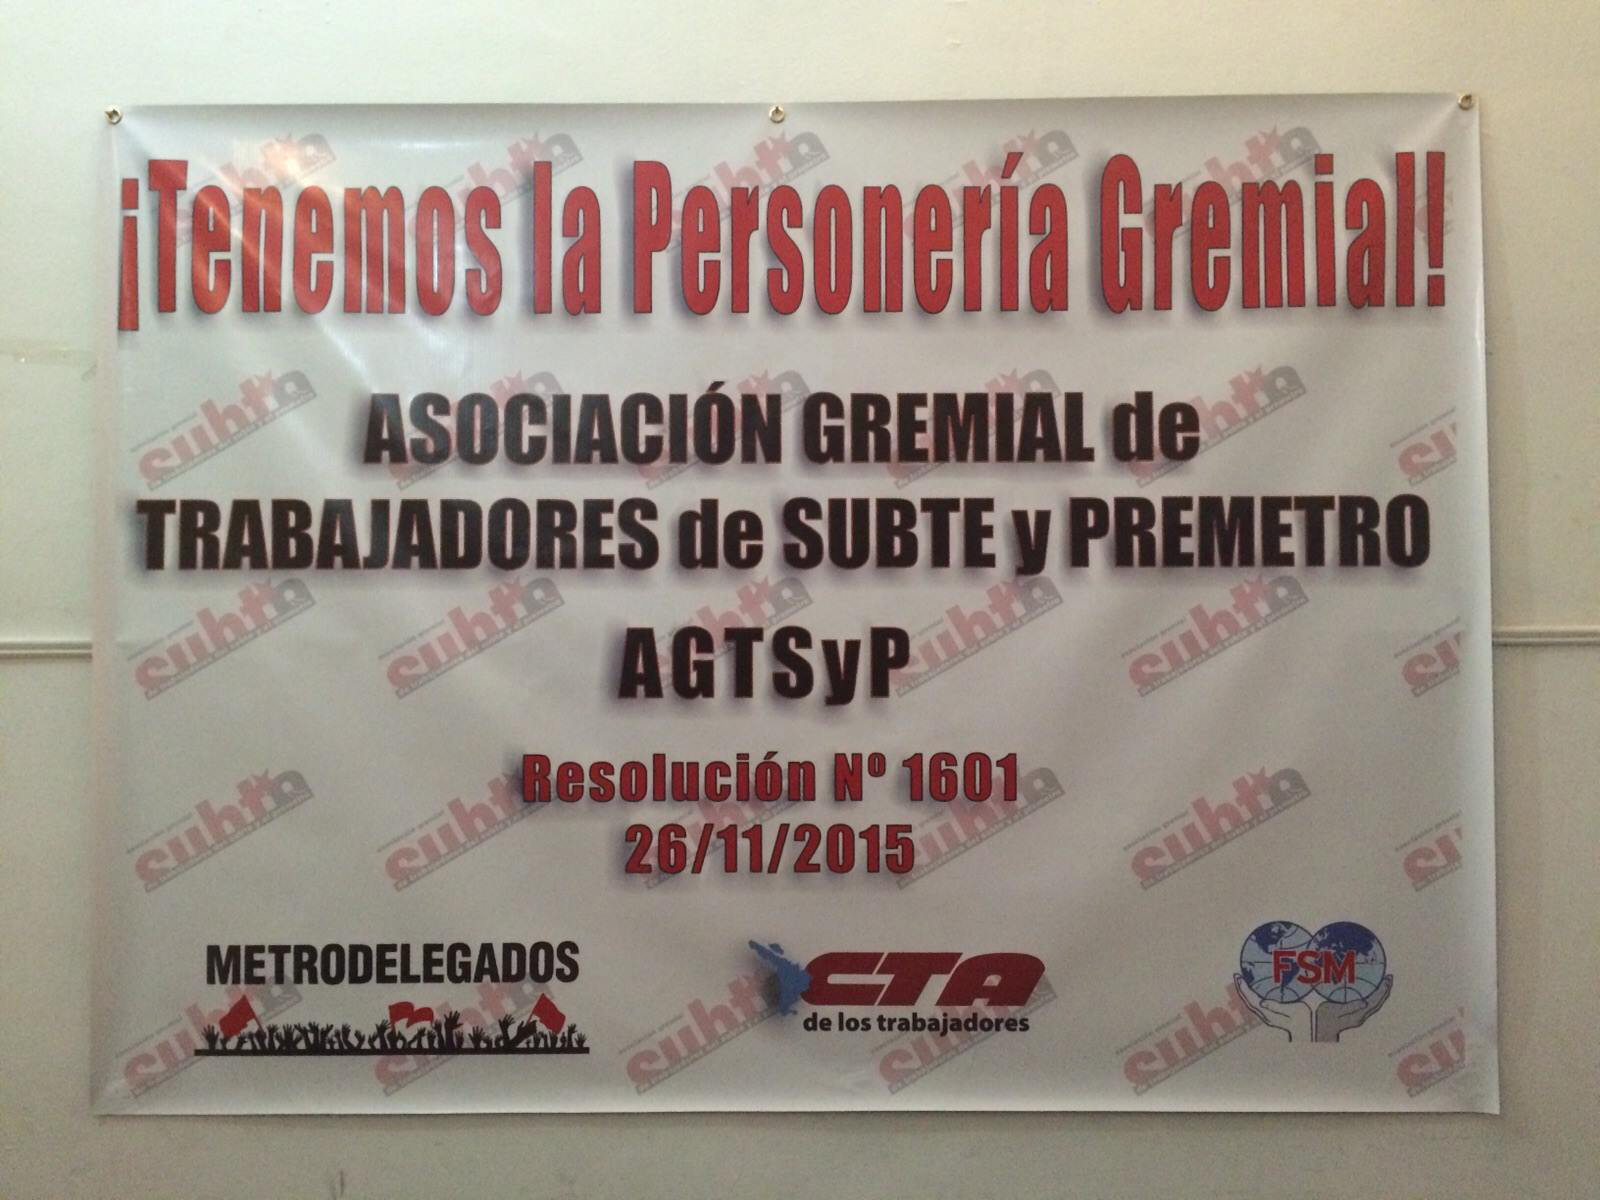 ¡Tenemos la Personería Gremial!
ASOCIACIÓN GREMIAL de
TRABAJADORES de SUBTE y PREMETRO
AGTSyP
Resolución Nº 1601
26/11/2015
METRODELEGADOS
CTA
de los trabajadores
FSM